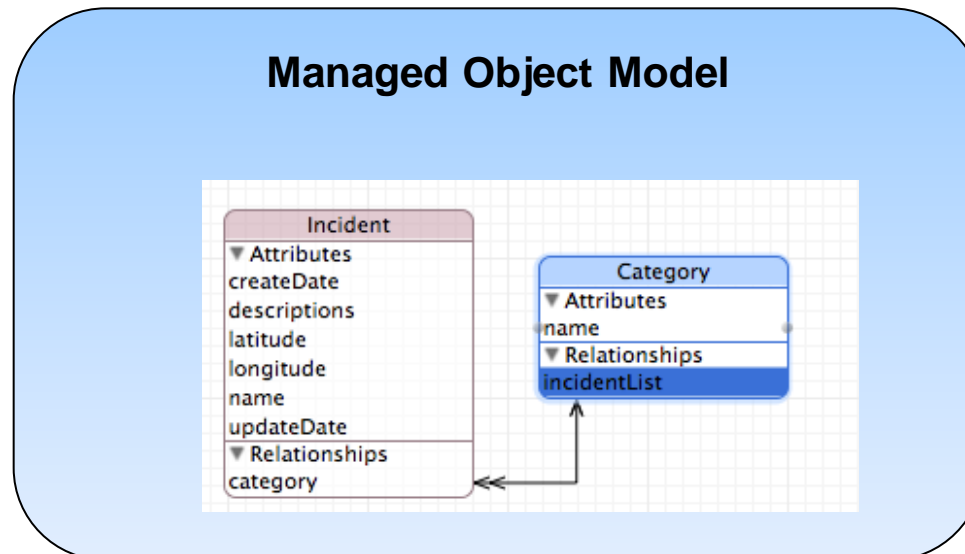 Managed Object Model
Incident
Attributes
createDate
descriptions
latitude
longitude
name
updateDate
Relationships
category
Category
Attributes
name
Relationships
incidentList